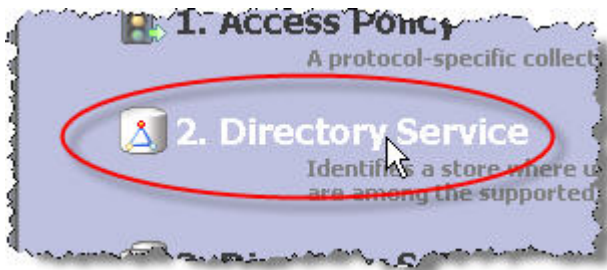 1. Access Policy
A protocol-specific collect
2. Directory Service
Identifies a store where u
are among the supported